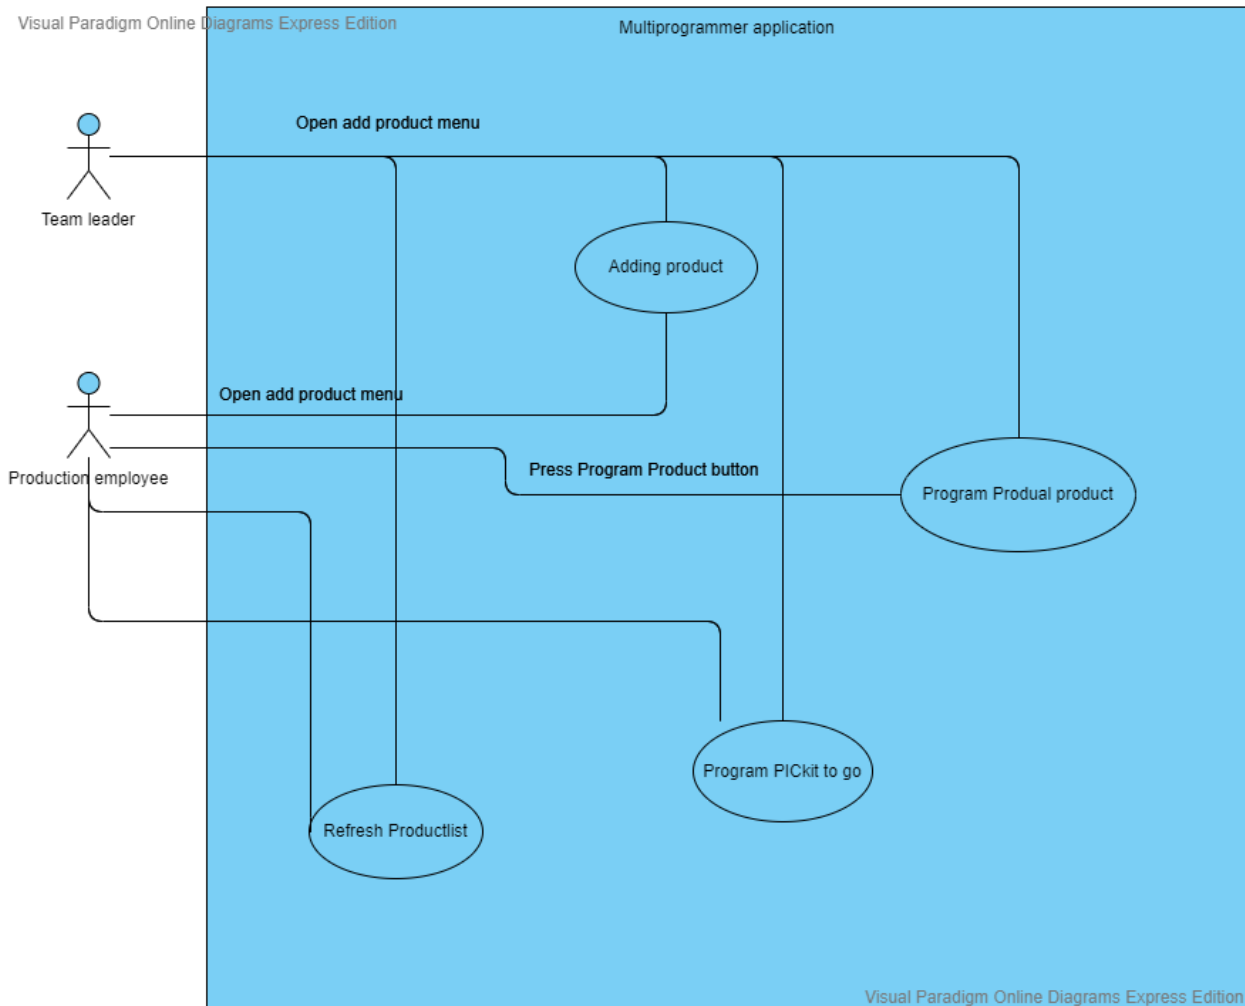 Visual Paradigm Online Diagrams Express Edition
Multiprogrammer application
Open add product menu
Team leader
Adding product
Open add product menu
Press Program Product button
Production employee
Program Produal product
Program PICkit to go
Refresh Productlist
Visual Paradigm Online Diagrams Express Edition